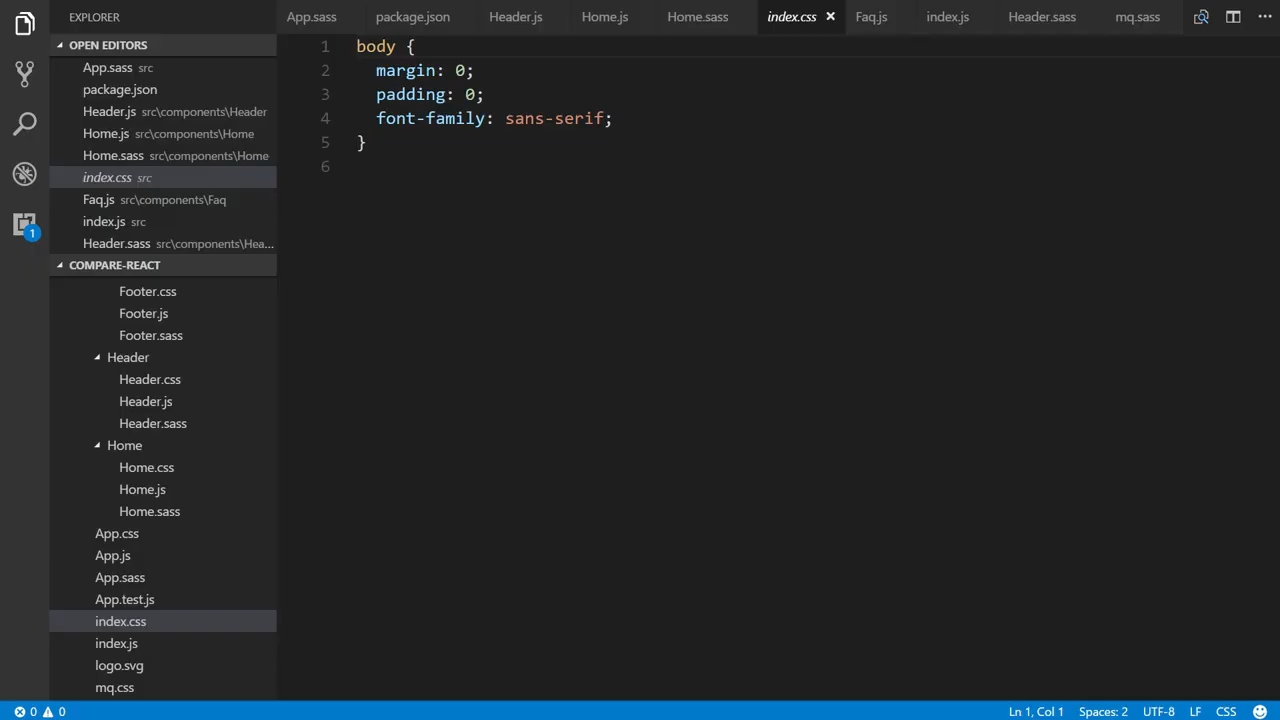 EXPLORER
OPEN EDITORS
App.sass src
package.json
Header.js src\components\Header
Home.js src\components\Home
Home.sass src\components\Home
index.css src
Faq.js src\components\Faq
index.js src
Header.sass src\components\Hea...
COMPARE-REACT
Footer.css
Footer.js
Footer.sass
Header
Header.css
Header.js
Header.sass
Home
Home.css
Home.js
Home.sass
App.css
App.js
App.sass
App.test.js
index.css
index.js
logo.svg
mq.css
1
App.sass package.json Header.js Home.js Home.sass index.css × Faq.js index.js Header.sass mq.sass ...
1 body {
2 margin: 0;
3 padding: 0;
4 font-family: sans-serif;
5 }
6
0 0 Ln 1, Col 1 Spaces: 2 UTF-8 LF CSS